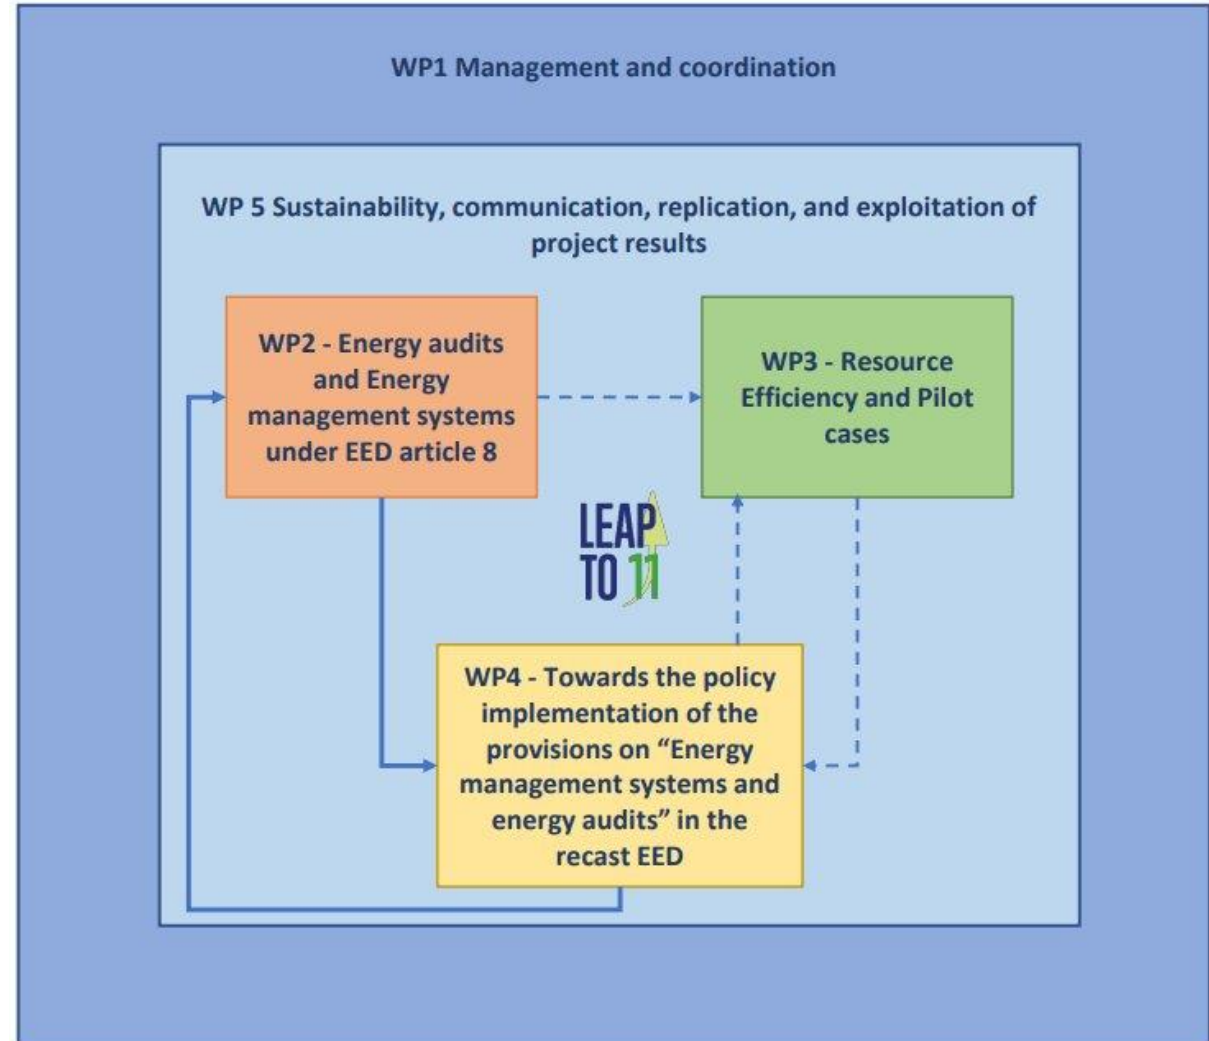 WP1 Management and coordination
WP 5 Sustainability, communication, replication, and exploitation of
project results
WP2 - Energy audits
and Energy
management systems
under EED article 8
WP3 - Resource
Efficiency and Pilot
cases
LEAP
TO 11
WP4 - Towards the policy
implementation of the
provisions on “Energy
management systems and
energy audits” in the
recast EED